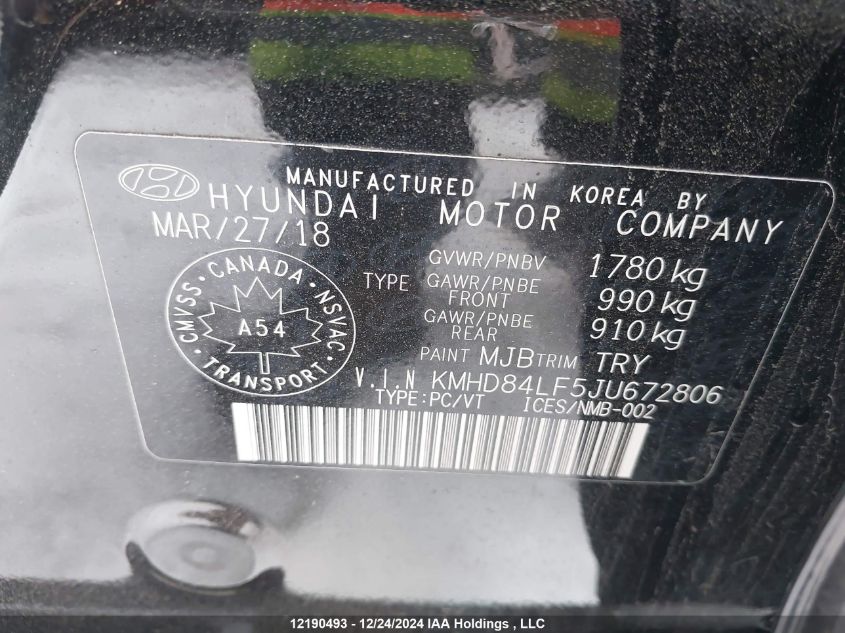 MANUFACTURED IN KOREA BY
HYUNDAI MOTOR COMPANY
MAR/27/18
GVWR/PNBV 1780 kg
TYPE GAWR/PNBE FRONT 990 kg
GAWR/PNBE REAR 910 kg
CANADA · NSVAC · TRANSPORT · CMVSS ·
A54
PAINT MJB TRIM TRY
V.I.N KMHD84LF5JU672806
TYPE:PC/VT ICES/NMB-002
12190493 - 12/24/2024 IAA Holdings , LLC